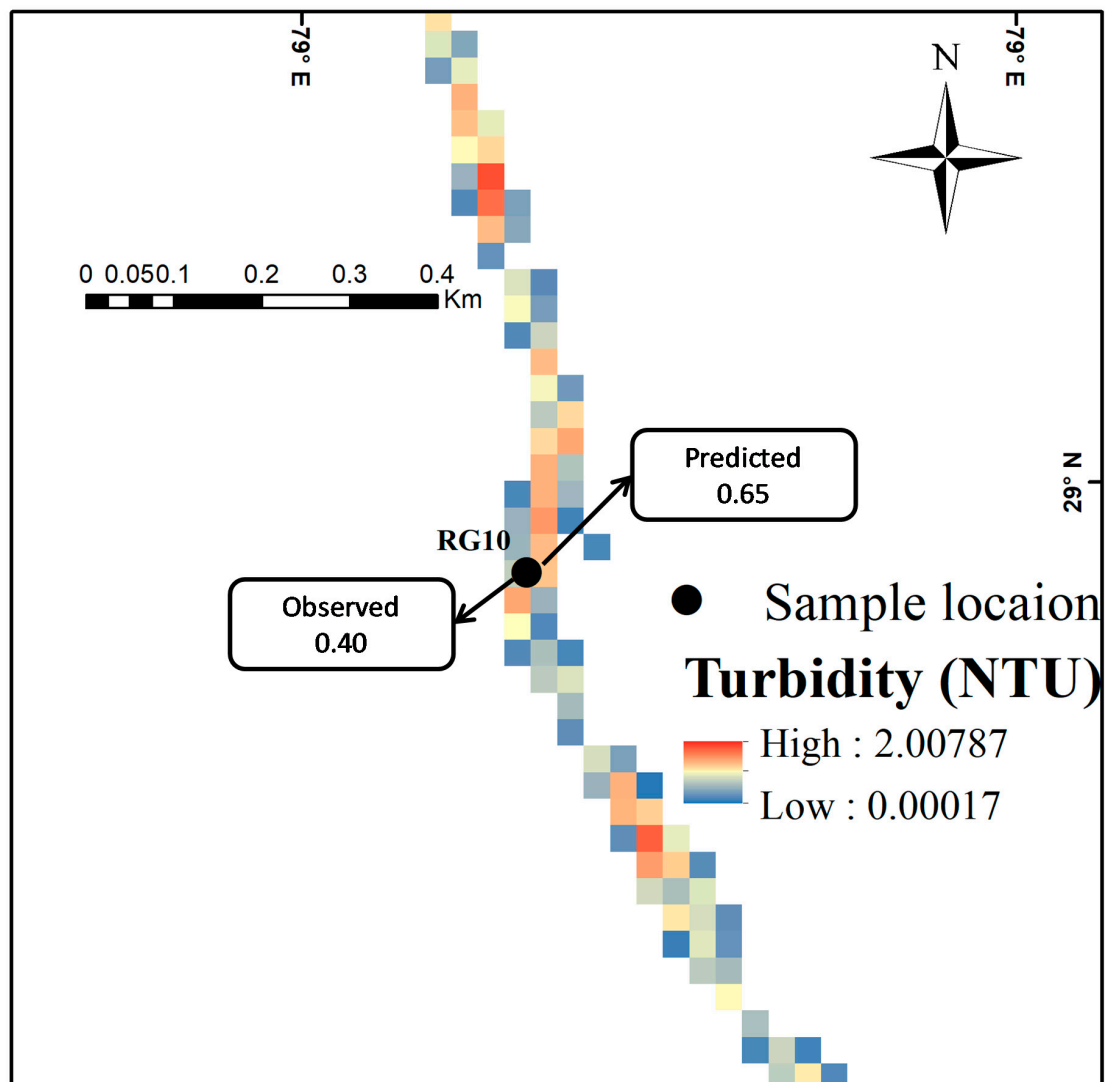 79° E
79° E
N
0 0.050.1 0.2 0.3 0.4
Km
Predicted
0.65
29° N
RG10
Observed
0.40
Sample locaion
Turbidity (NTU)
High : 2.00787
Low : 0.00017